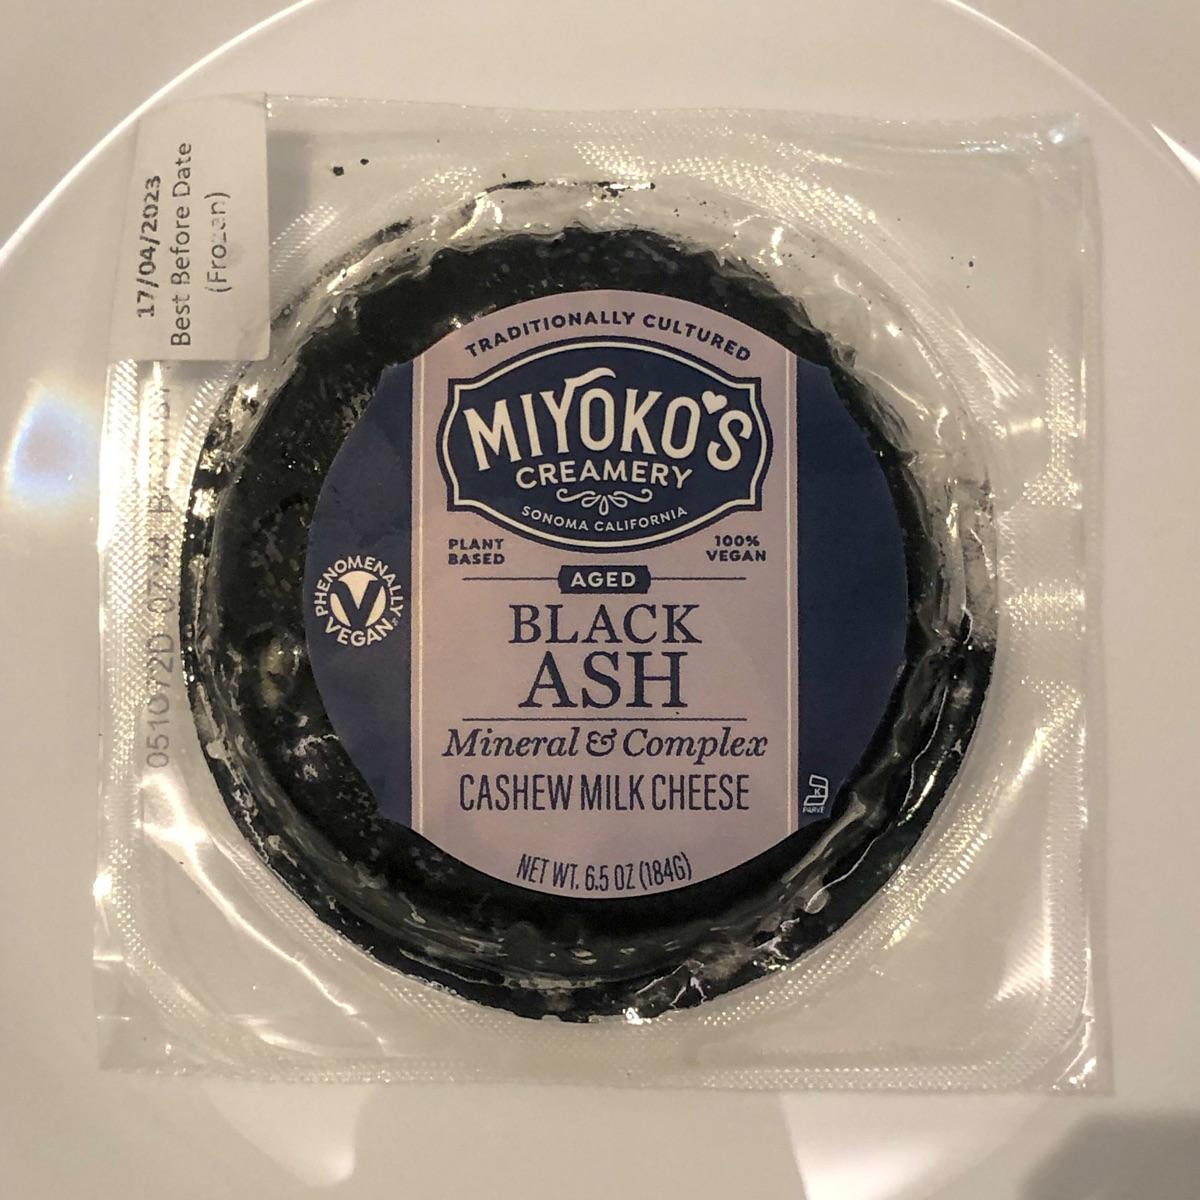 17/04/2023
Best Before Date
(Frozen)
TRADITIONALLY CULTURED
MIYOKO'S
CREAMERY
SONOMA CALIFORNIA
PLANT
BASED
100%
VEGAN
AGED
PHENOMENALLY
V
VEGAN
BLACK
ASH
Mineral & Complex
CASHEW MILK CHEESE
K
PARVE
NET WT. 6.5 OZ (184G)